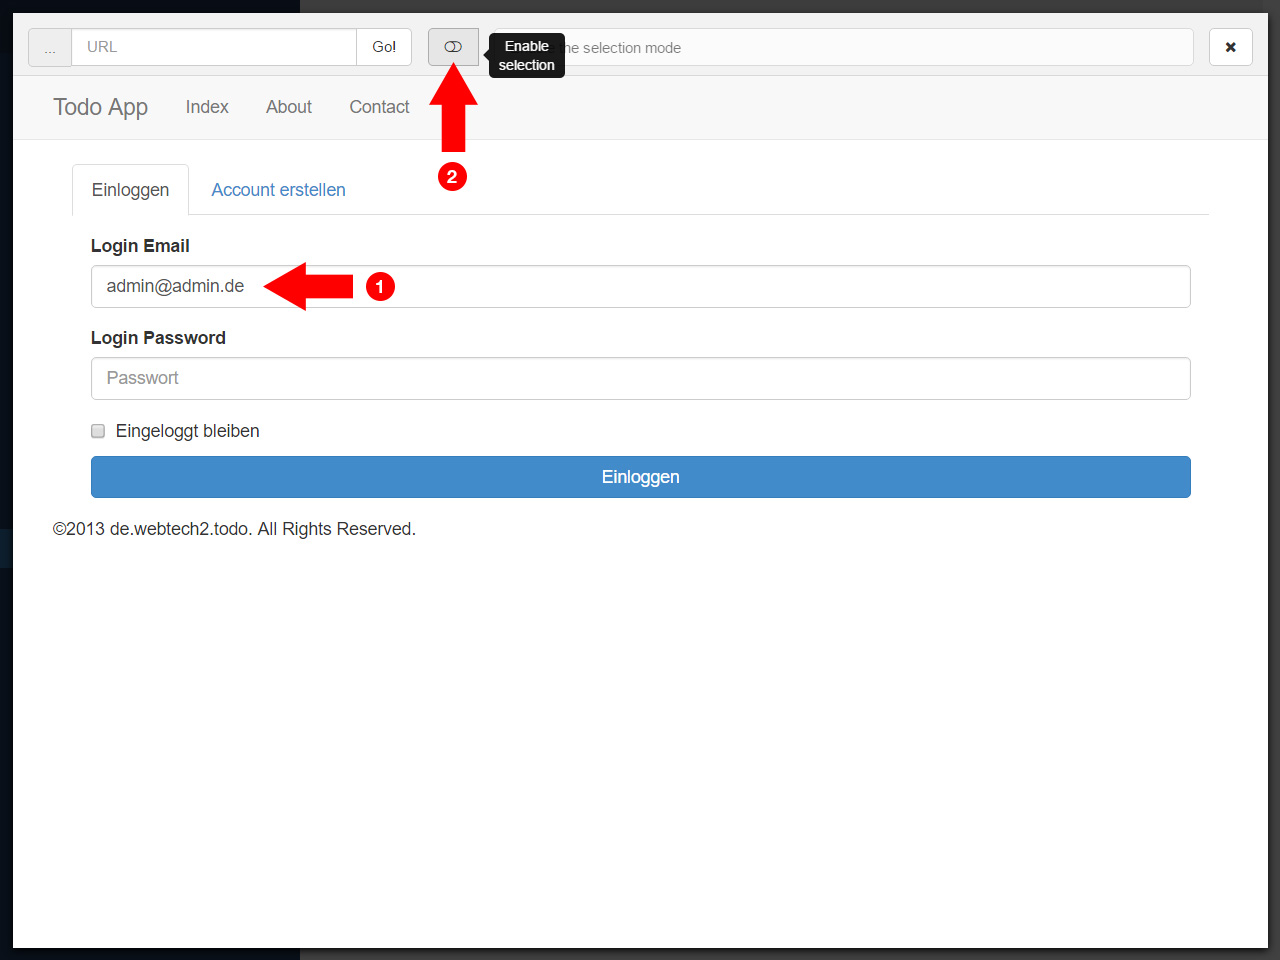 ... URL Go! Enable he selection mode
selection
Todo App Index About Contact
2
Einloggen Account erstellen
Login Email
admin@admin.de 1
Login Password
Passwort
Eingeloggt bleiben
Einloggen
©2013 de.webtech2.todo. All Rights Reserved.